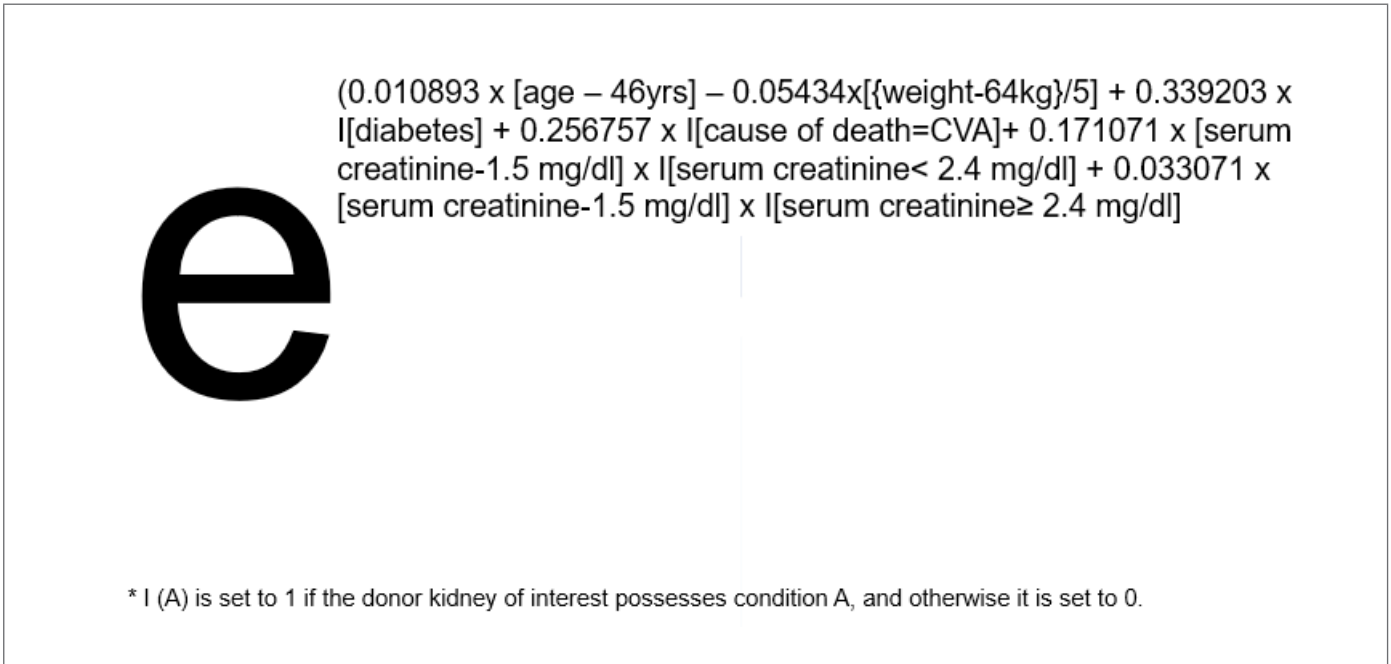 (0.010893 x [age – 46yrs] – 0.05434x[{weight-64kg}/5] + 0.339203 x
I[diabetes] + 0.256757 x I[cause of death=CVA]+ 0.171071 x [serum
creatinine-1.5 mg/dl] x I[serum creatinine< 2.4 mg/dl] + 0.033071 x
[serum creatinine-1.5 mg/dl] x I[serum creatinine≥ 2.4 mg/dl]
e
* I (A) is set to 1 if the donor kidney of interest possesses condition A, and otherwise it is set to 0.